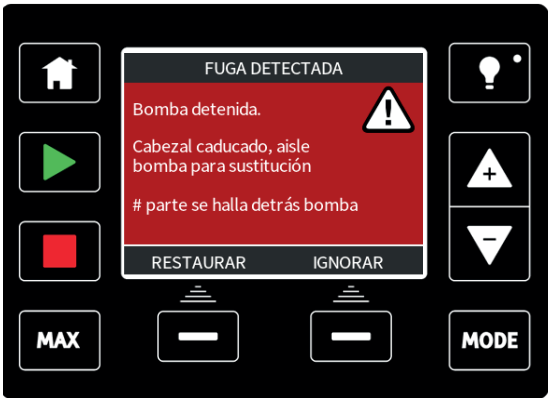 FUGA DETECTADA
Bomba detenida.
Cabezal caducado, aisle
bomba para sustitución
# parte se halla detrás bomba
RESTAURAR IGNORAR
MAX MODE